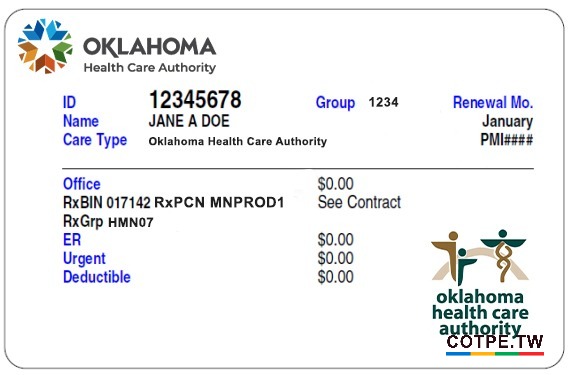 OKLAHOMA
Health Care Authority
ID 12345678 Group 1234 Renewal Mo.
Name JANE A DOE January
Care Type Oklahoma Health Care Authority PMI####
Office $0.00
RxBIN 017142 RxPCN MNPROD1 See Contract
RxGrp HMN07
ER $0.00
Urgent $0.00
Deductible $0.00
oklahoma
health care
authority
COTPE.TW